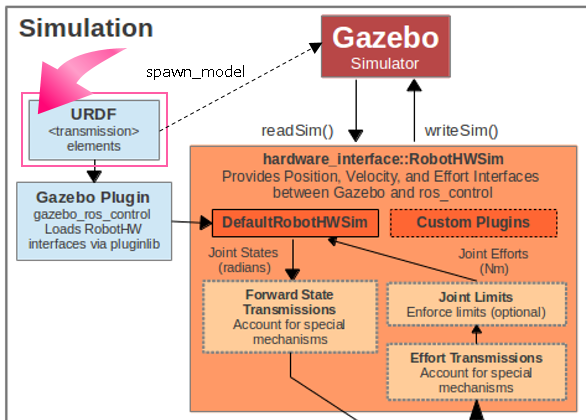 Simulation
Gazebo
Simulator
spawn_model
URDF
<transmission>
elements
readSim()
writeSim()
hardware_interface::RobotHWSim
Provides Position, Velocity, and Effort Interfaces
between Gazebo and ros_control
Gazebo Plugin
gazebo_ros_control
Loads RobotHW
interfaces via pluginlib
DefaultRobotHWSim
Custom Plugins
Joint States
(radians)
Joint Efforts
(Nm)
Forward State
Transmissions
Account for special
mechanisms
Joint Limits
Enforce limits (optional)
Effort Transmissions
Account for special
mechanisms